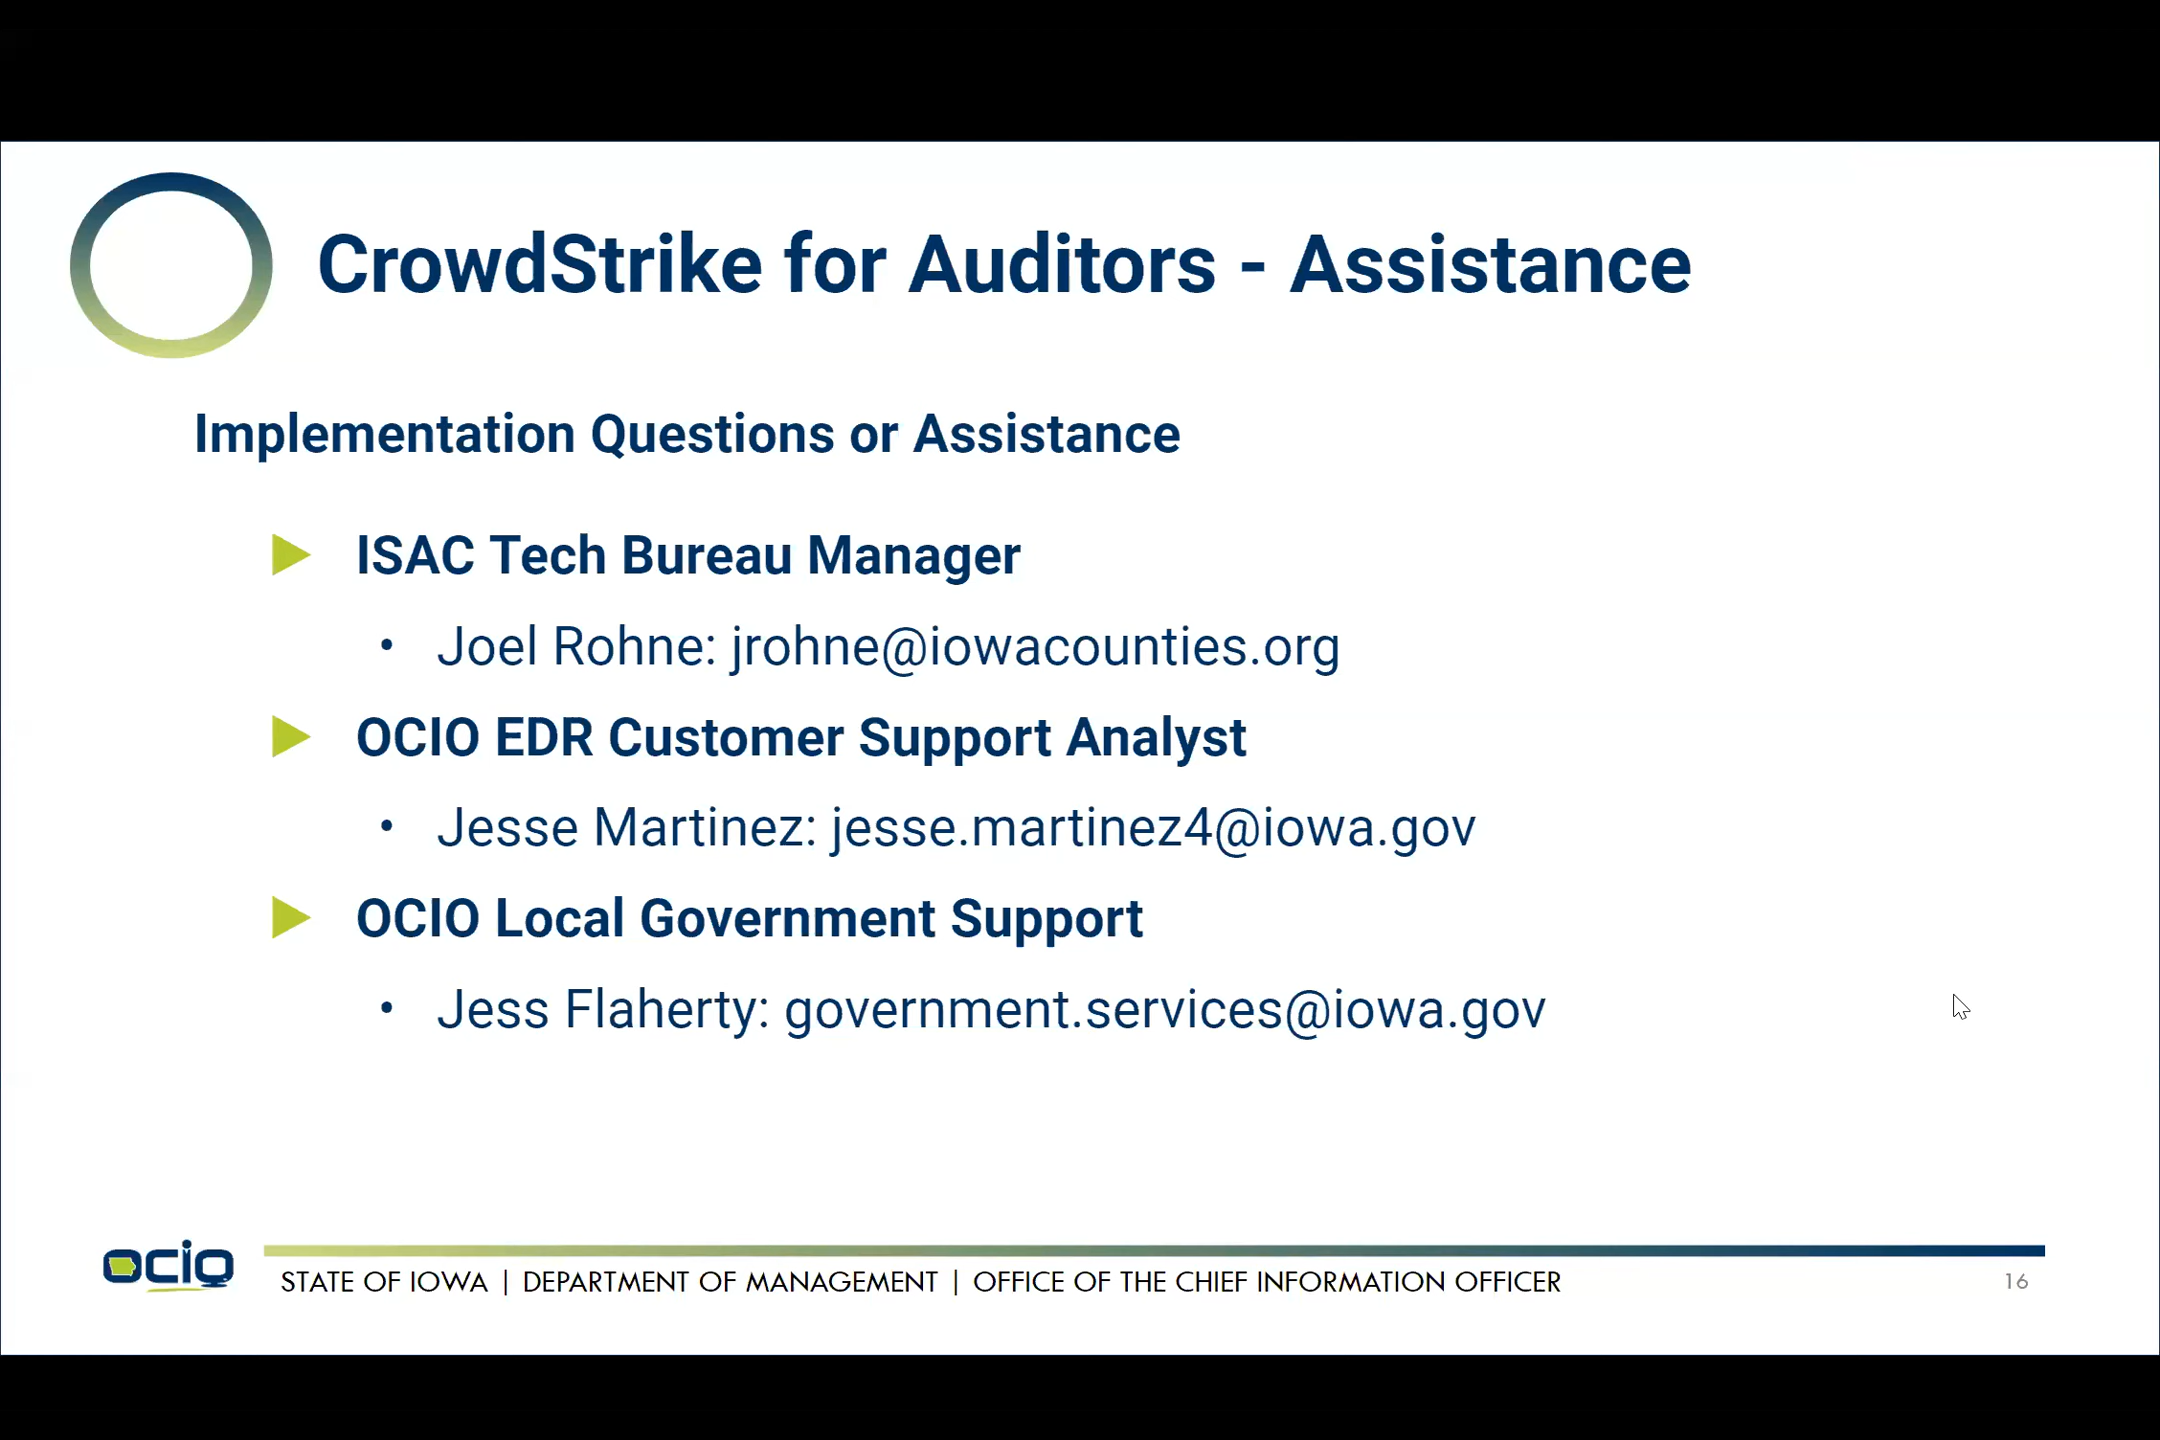 CrowdStrike for Auditors - Assistance
Implementation Questions or Assistance
ISAC Tech Bureau Manager
• Joel Rohne: jrohne@iowacounties.org
OCIO EDR Customer Support Analyst
• Jesse Martinez: jesse.martinez4@iowa.gov
OCIO Local Government Support
• Jess Flaherty: government.services@iowa.gov
ocio
STATE OF IOWA | DEPARTMENT OF MANAGEMENT | OFFICE OF THE CHIEF INFORMATION OFFICER
16